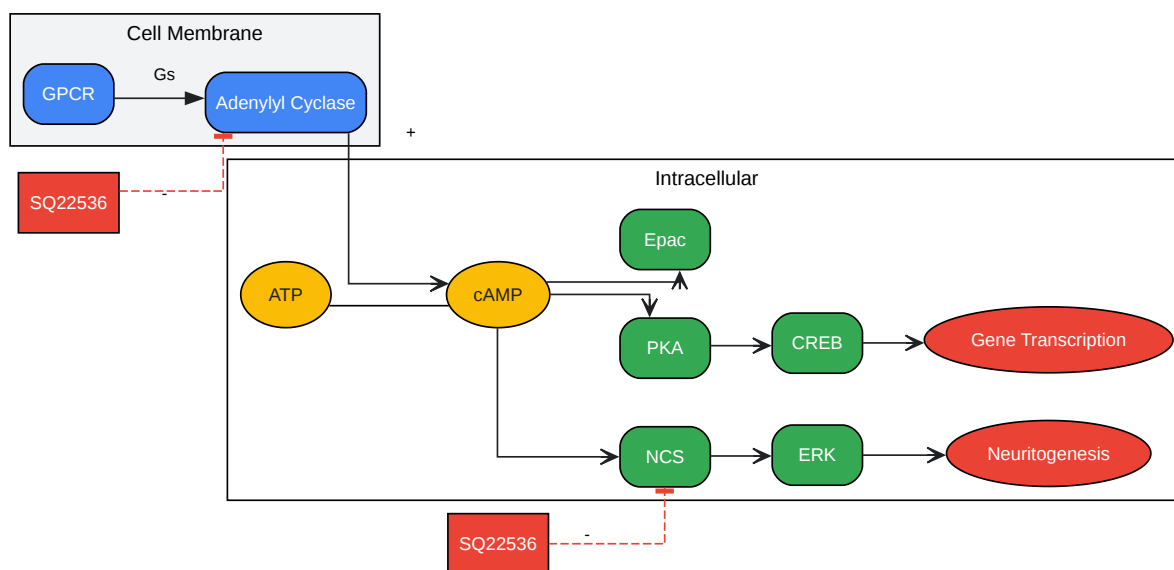 Cell Membrane
Gs
GPCR
Adenylyl Cyclase
+
SQ22536
-
Intracellular
Epac
ATP
cAMP
PKA
CREB
Gene Transcription
NCS
ERK
Neuritogenesis
SQ22536
-